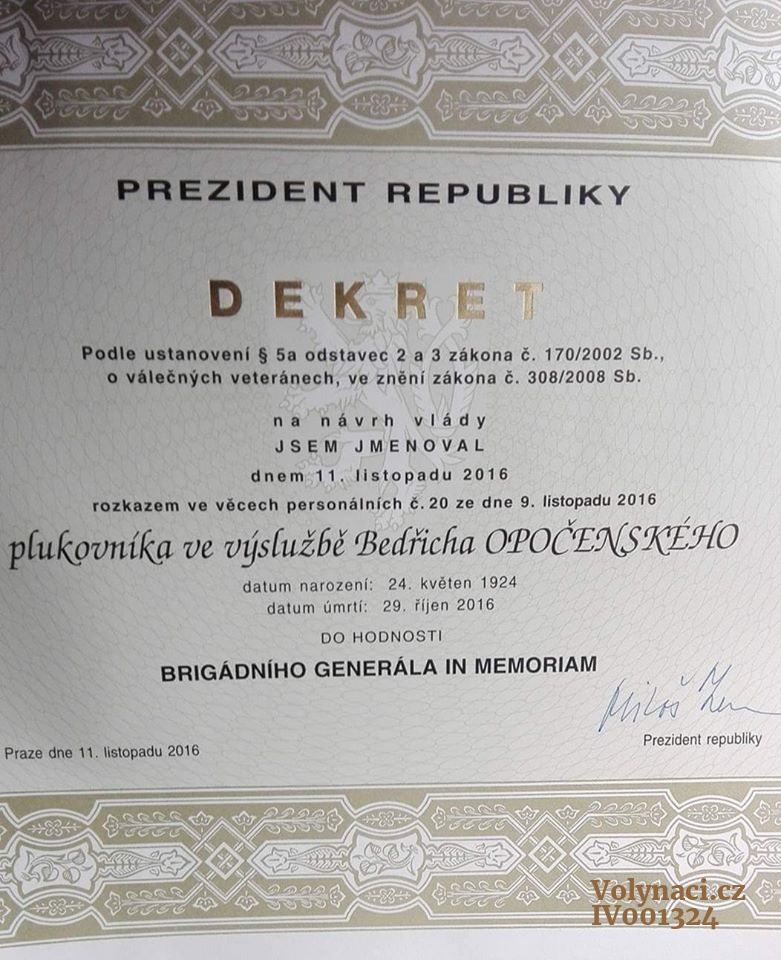 PREZIDENT REPUBLIKY
DEKRET
Podle ustanovení § 5a odstavec 2 a 3 zákona č. 170/2002 Sb.,
o válečných veteránech, ve znění zákona č. 308/2008 Sb.
na návrh vlády
JSEM JMENOVAL
dnem 11. listopadu 2016
rozkazem ve věcech personálních č. 20 ze dne 9. listopadu 2016
plukovníka ve výslužbě Bedřicha OPOČENSKÉHO
datum narození: 24. květen 1924
datum úmrtí: 29. říjen 2016
DO HODNOSTI
BRIGÁDNÍHO GENERÁLA IN MEMORIAM
Miloš Zem
Prezident republiky
Praze dne 11. listopadu 2016
Volynaci.cz
IV001324